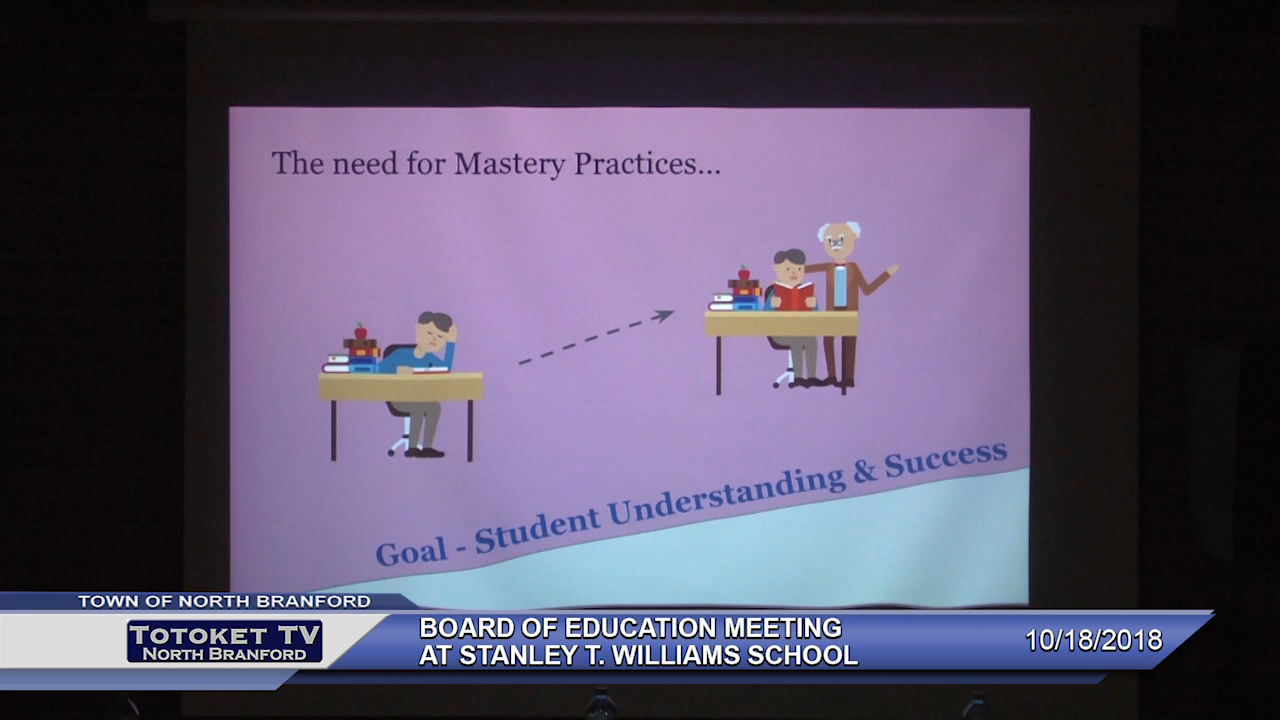 The need for Mastery Practices...
Goal - Student Understanding & Success
TOWN OF NORTH BRANFORD
TOTOKET TV
NORTH BRANFORD
BOARD OF EDUCATION MEETING
AT STANLEY T. WILLIAMS SCHOOL
10/18/2018